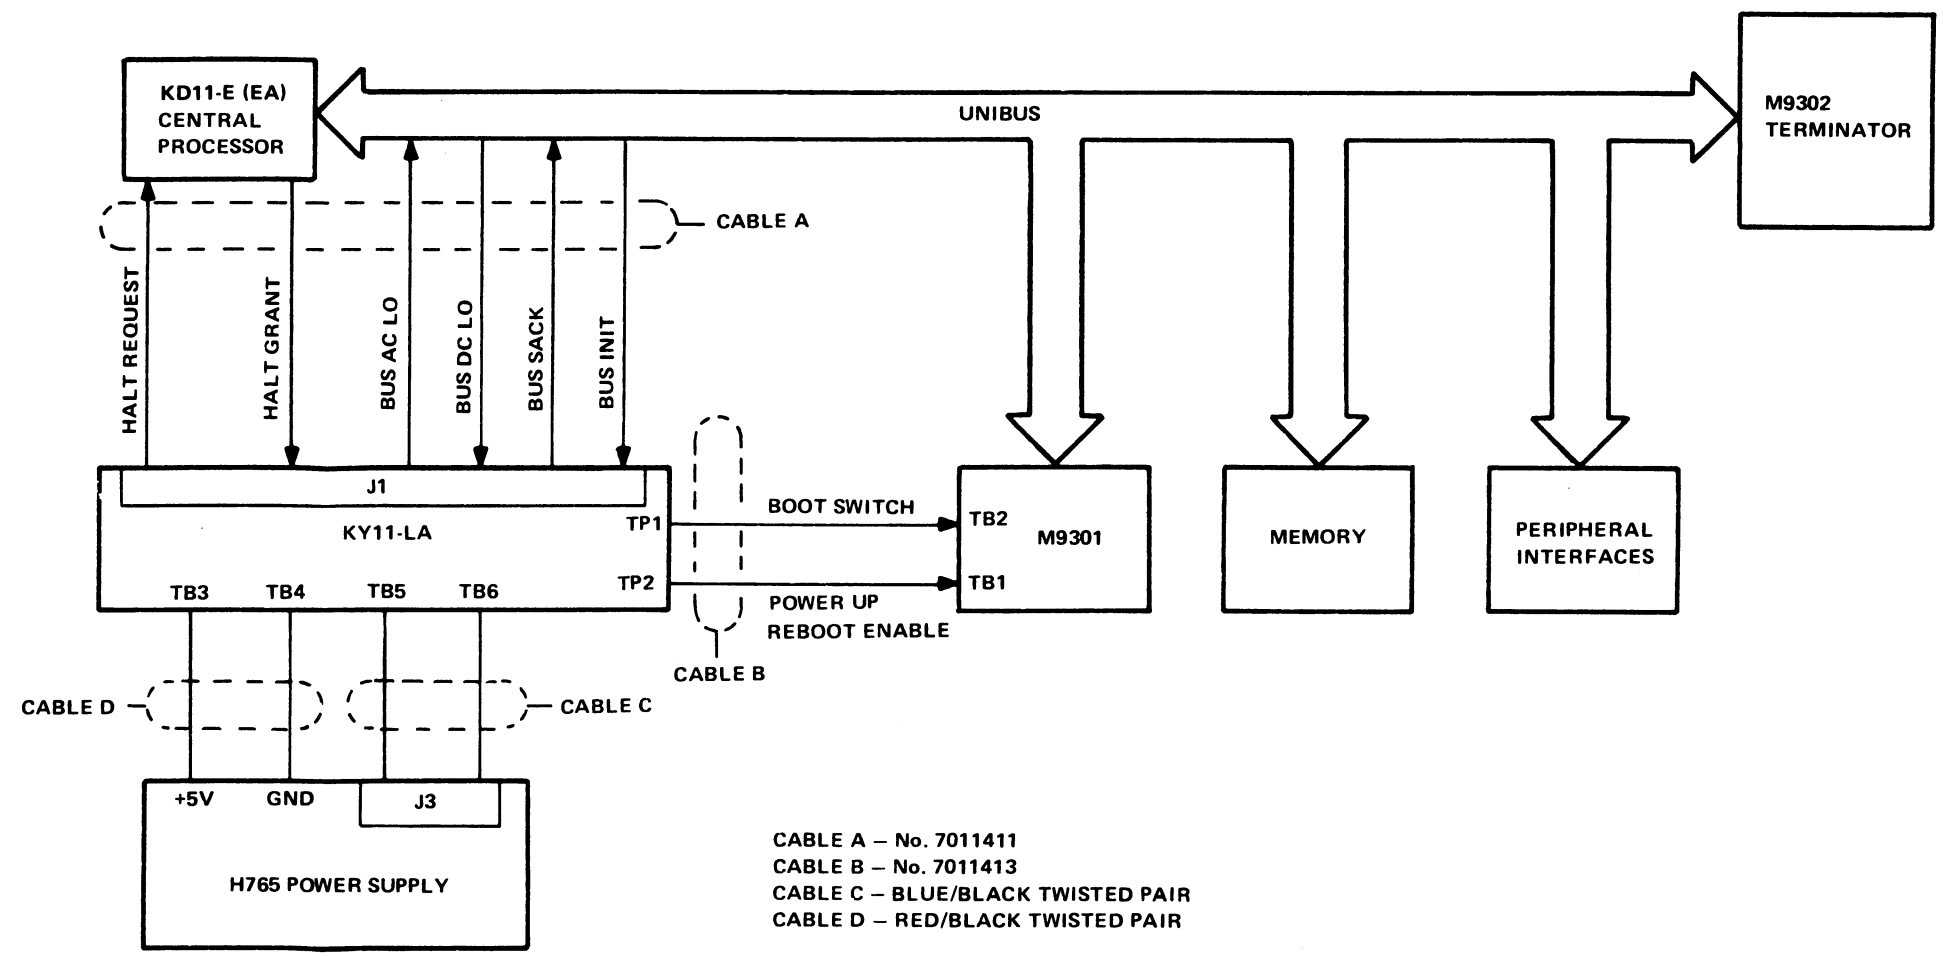 KD11-E (EA)
CENTRAL
PROCESSOR
UNIBUS
M9302
TERMINATOR
CABLE A
HALT REQUEST
HALT GRANT
BUS AC LO
BUS DC LO
BUS SACK
BUS INIT
J1
KY11-LA
TP1
TP2
TB3
TB4
TB5
TB6
BOOT SWITCH
POWER UP
REBOOT ENABLE
CABLE B
TB2
M9301
TB1
MEMORY
PERIPHERAL
INTERFACES
CABLE D
CABLE C
+5V
GND
J3
H765 POWER SUPPLY
CABLE A – No. 7011411
CABLE B – No. 7011413
CABLE C – BLUE/BLACK TWISTED PAIR
CABLE D – RED/BLACK TWISTED PAIR